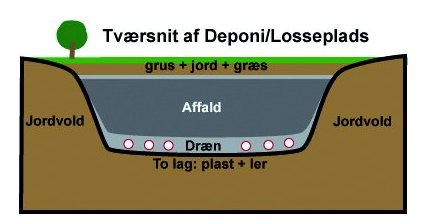 Tværsnit af Deponi/Losseplads
grus + jord + græs
Affald
Jordvold
Jordvold
Dræn
To lag: plast + ler